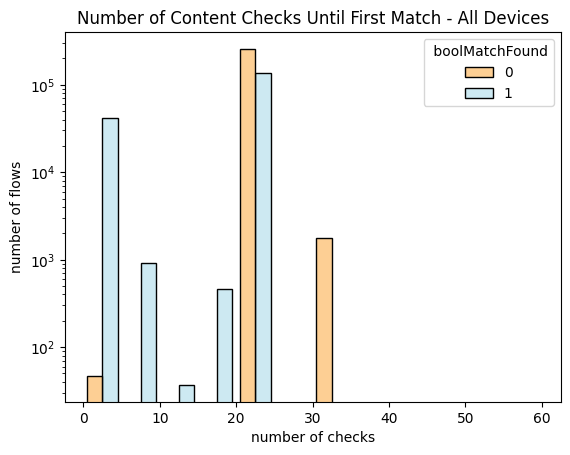 Number of Content Checks Until First Match - All Devices
boolMatchFound
0
1
number of flows
10^5
10^4
10^3
10^2
0 10 20 30 40 50 60
number of checks